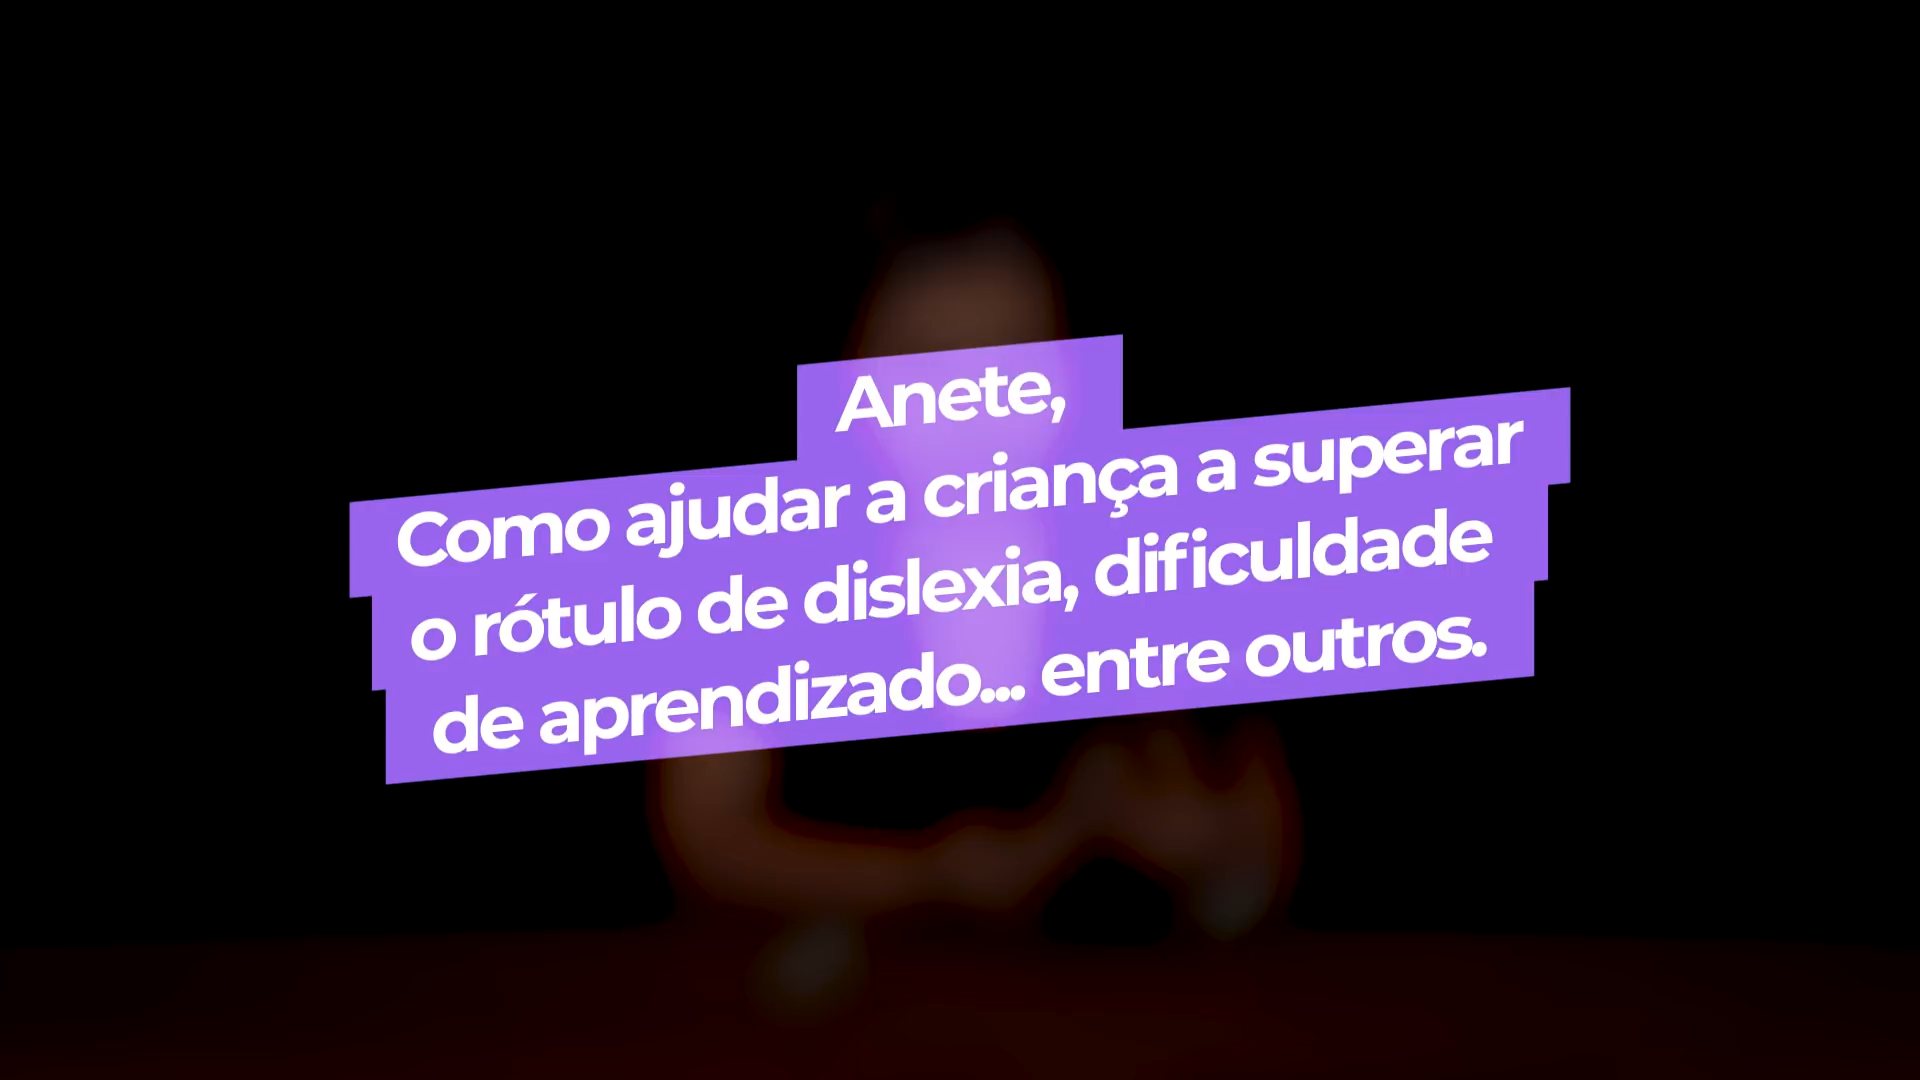 Anete,
Como ajudar a criança a superar
o rótulo de dislexia, dificuldade
de aprendizado... entre outros.